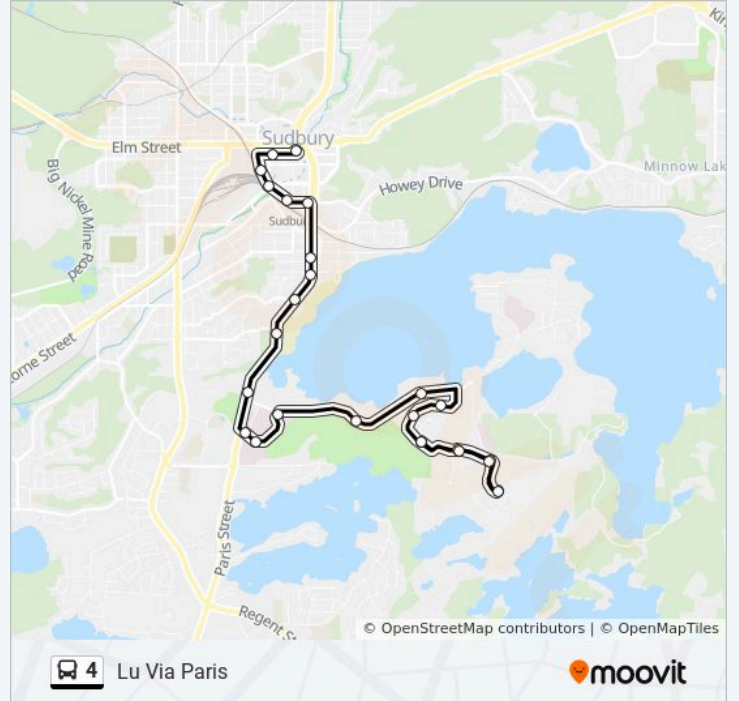 Sudbury
Elm Street
Minnow Lak
Howey Drive
Big Nickel Mine Road
Sudbu
orne Street
Paris Street
Regent St
© OpenStreetMap contributors | © OpenMapTiles
4 Lu Via Paris
moovit